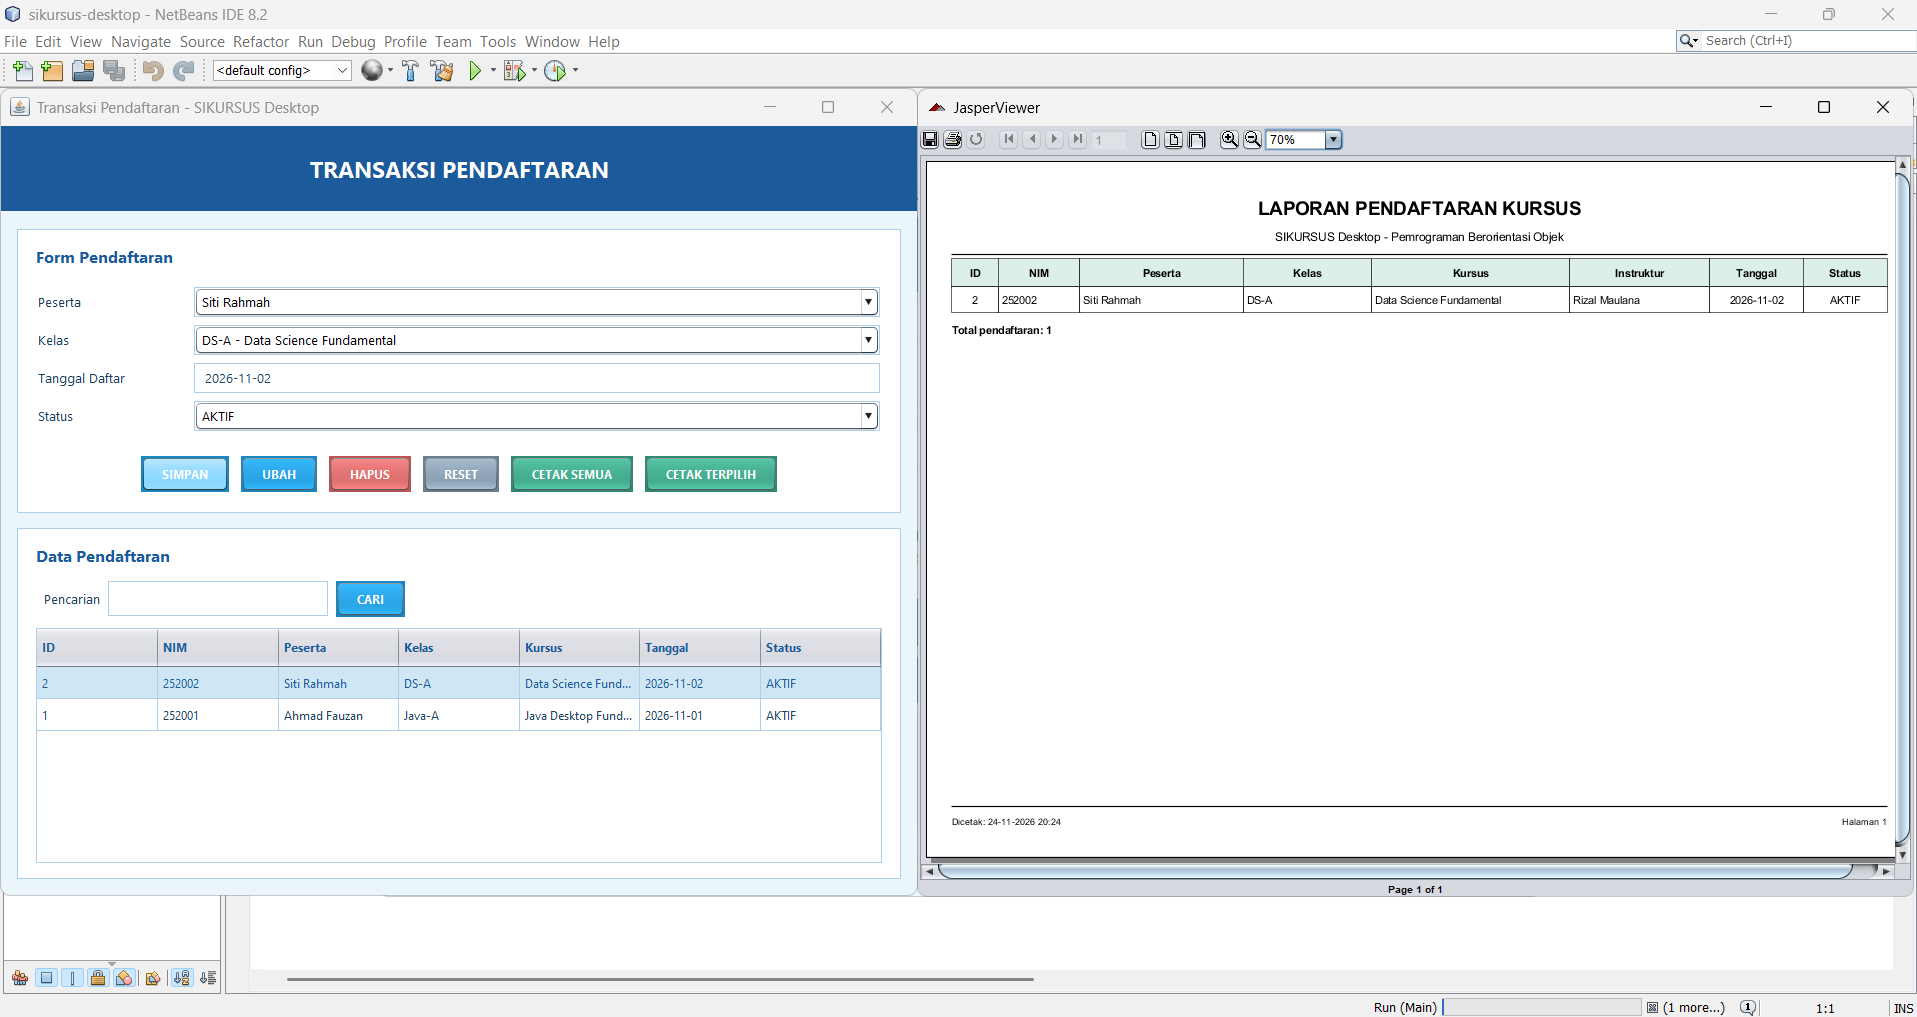 sikursus-desktop - NetBeans IDE 8.2
File Edit View Navigate Source Refactor Run Debug Profile Team Tools Window Help
Search (Ctrl+I)
<default config>
Transaksi Pendaftaran - SIKURSUS Desktop
TRANSAKSI PENDAFTARAN
Form Pendaftaran
Peserta Siti Rahmah
Kelas DS-A - Data Science Fundamental
Tanggal Daftar 2026-11-02
Status AKTIF
SIMPAN UBAH HAPUS RESET CETAK SEMUA CETAK TERPILIH
Data Pendaftaran
Pencarian CARI
ID NIM Peserta Kelas Kursus Tanggal Status
2 252002 Siti Rahmah DS-A Data Science Fund... 2026-11-02 AKTIF
1 252001 Ahmad Fauzan Java-A Java Desktop Fund... 2026-11-01 AKTIF
JasperViewer
1 70%
LAPORAN PENDAFTARAN KURSUS
SIKURSUS Desktop - Pemrograman Berorientasi Objek
ID NIM Peserta Kelas Kursus Instruktur Tanggal Status
2 252002 Siti Rahmah DS-A Data Science Fundamental Rizal Maulana 2026-11-02 AKTIF
Total pendaftaran: 1
Dicetak: 24-11-2026 20:24 Halaman 1
Page 1 of 1
Run (Main) (1 more...) 1 1:1 INS